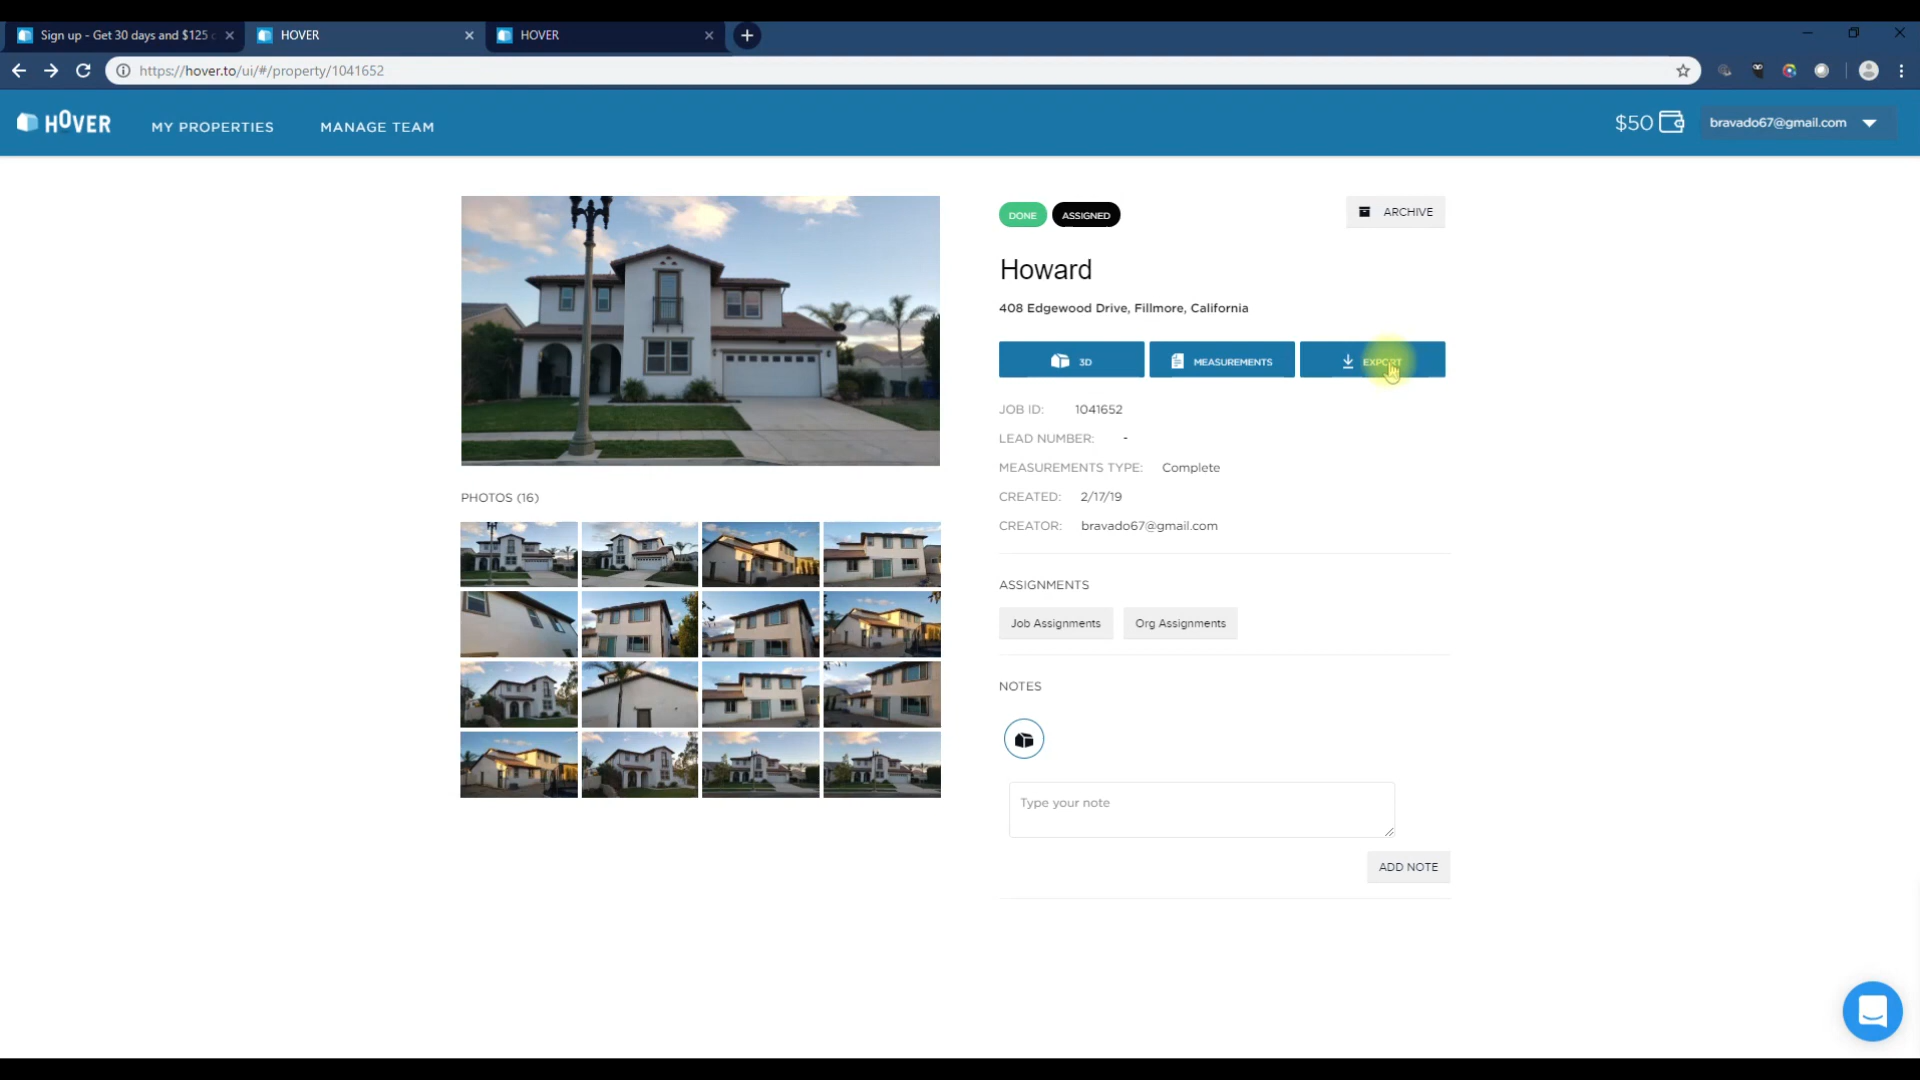 Sign up - Get 30 days and $125
HOVER
HOVER
https://hover.to/ui/#/property/1041652
HOVER
MY PROPERTIES
MANAGE TEAM
$50
bravado67@gmail.com
DONE
ASSIGNED
ARCHIVE
Howard
408 Edgewood Drive, Fillmore, California
3D
MEASUREMENTS
EXPORT
JOB ID: 1041652
LEAD NUMBER: -
MEASUREMENTS TYPE: Complete
CREATED: 2/17/19
CREATOR: bravado67@gmail.com
PHOTOS (16)
ASSIGNMENTS
Job Assignments
Org Assignments
NOTES
Type your note
ADD NOTE